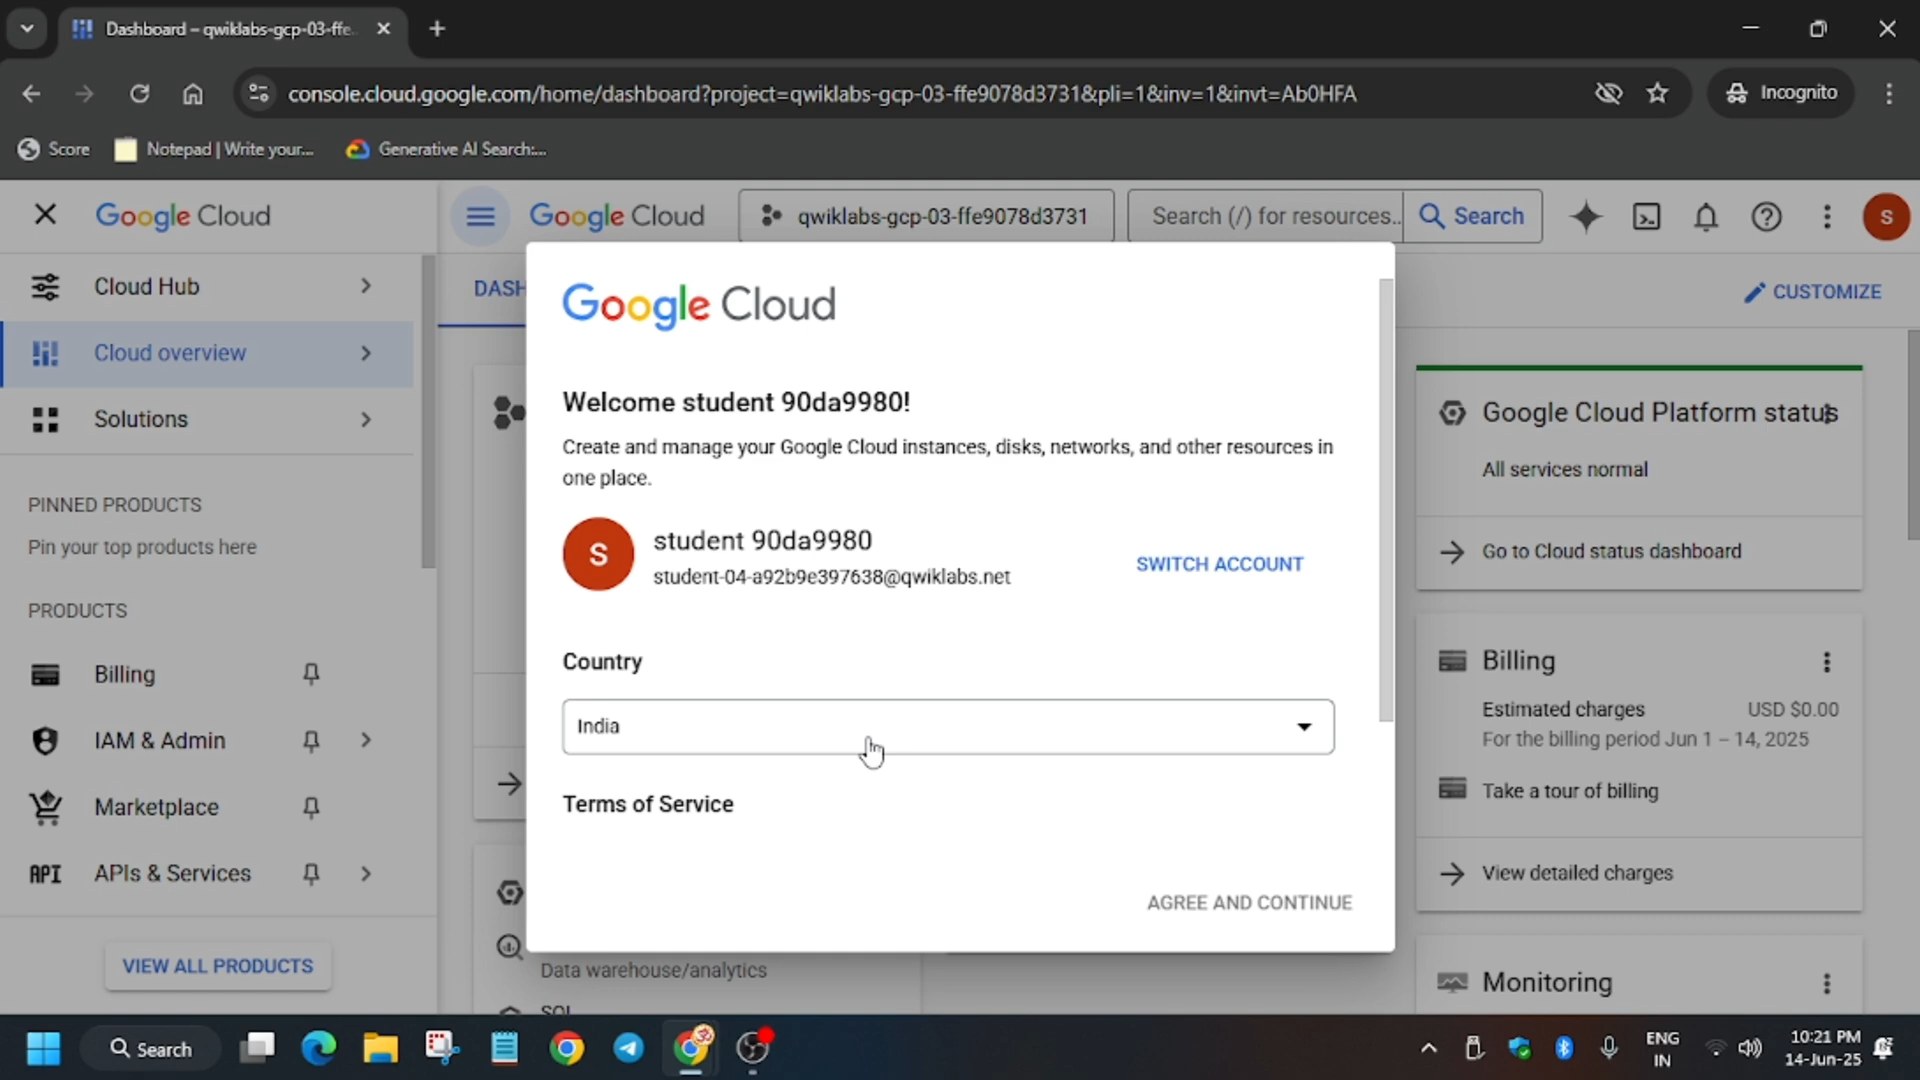 Dashboard – qwiklabs-gcp-03-ffe
console.cloud.google.com/home/dashboard?project=qwiklabs-gcp-03-ffe9078d3731&pli=1&inv=1&invt=Ab0HFA
Incognito
Score
Notepad | Write your...
Generative AI Search:...
Google Cloud
Google Cloud
qwiklabs-gcp-03-ffe9078d3731
Search (/) for resources..
Search
S
Cloud Hub
Cloud overview
Solutions
PINNED PRODUCTS
Pin your top products here
PRODUCTS
Billing
IAM & Admin
Marketplace
API
APIs & Services
VIEW ALL PRODUCTS
DASH
CUSTOMIZE
Google Cloud
Welcome student 90da9980!
Create and manage your Google Cloud instances, disks, networks, and other resources in
one place.
S
student 90da9980
student-04-a92b9e397638@qwiklabs.net
SWITCH ACCOUNT
Country
India
Terms of Service
AGREE AND CONTINUE
Data warehouse/analytics
SQL
Google Cloud Platform status
All services normal
Go to Cloud status dashboard
Billing
Estimated charges
USD $0.00
For the billing period Jun 1 – 14, 2025
Take a tour of billing
View detailed charges
Monitoring
Search
ENG
IN
10:21 PM
14-Jun-25